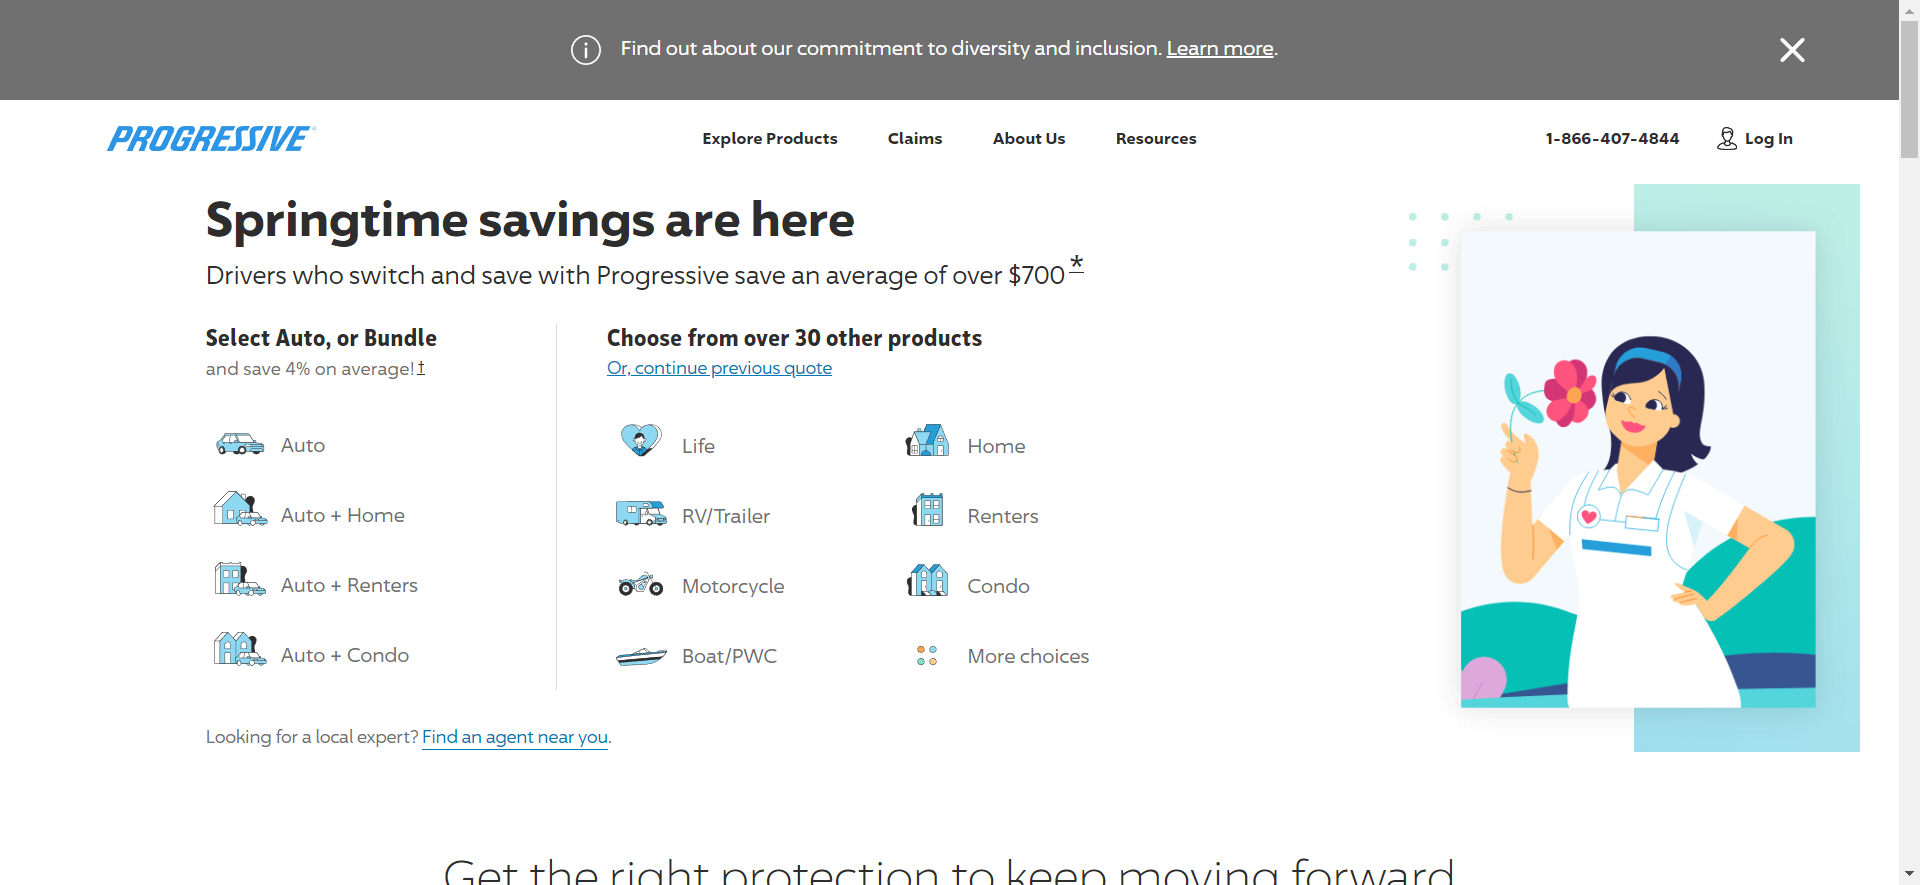 Find out about our commitment to diversity and inclusion. Learn more.
PROGRESSIVE
Explore Products
Claims
About Us
Resources
1-866-407-4844
Log In
Springtime savings are here
Drivers who switch and save with Progressive save an average of over $700*
Select Auto, or Bundle
and save 4% on average!†
Auto
Auto + Home
Auto + Renters
Auto + Condo
Choose from over 30 other products
Or, continue previous quote
Life
Home
RV/Trailer
Renters
Motorcycle
Condo
Boat/PWC
More choices
Looking for a local expert? Find an agent near you.
Get the right protection to keep moving forward